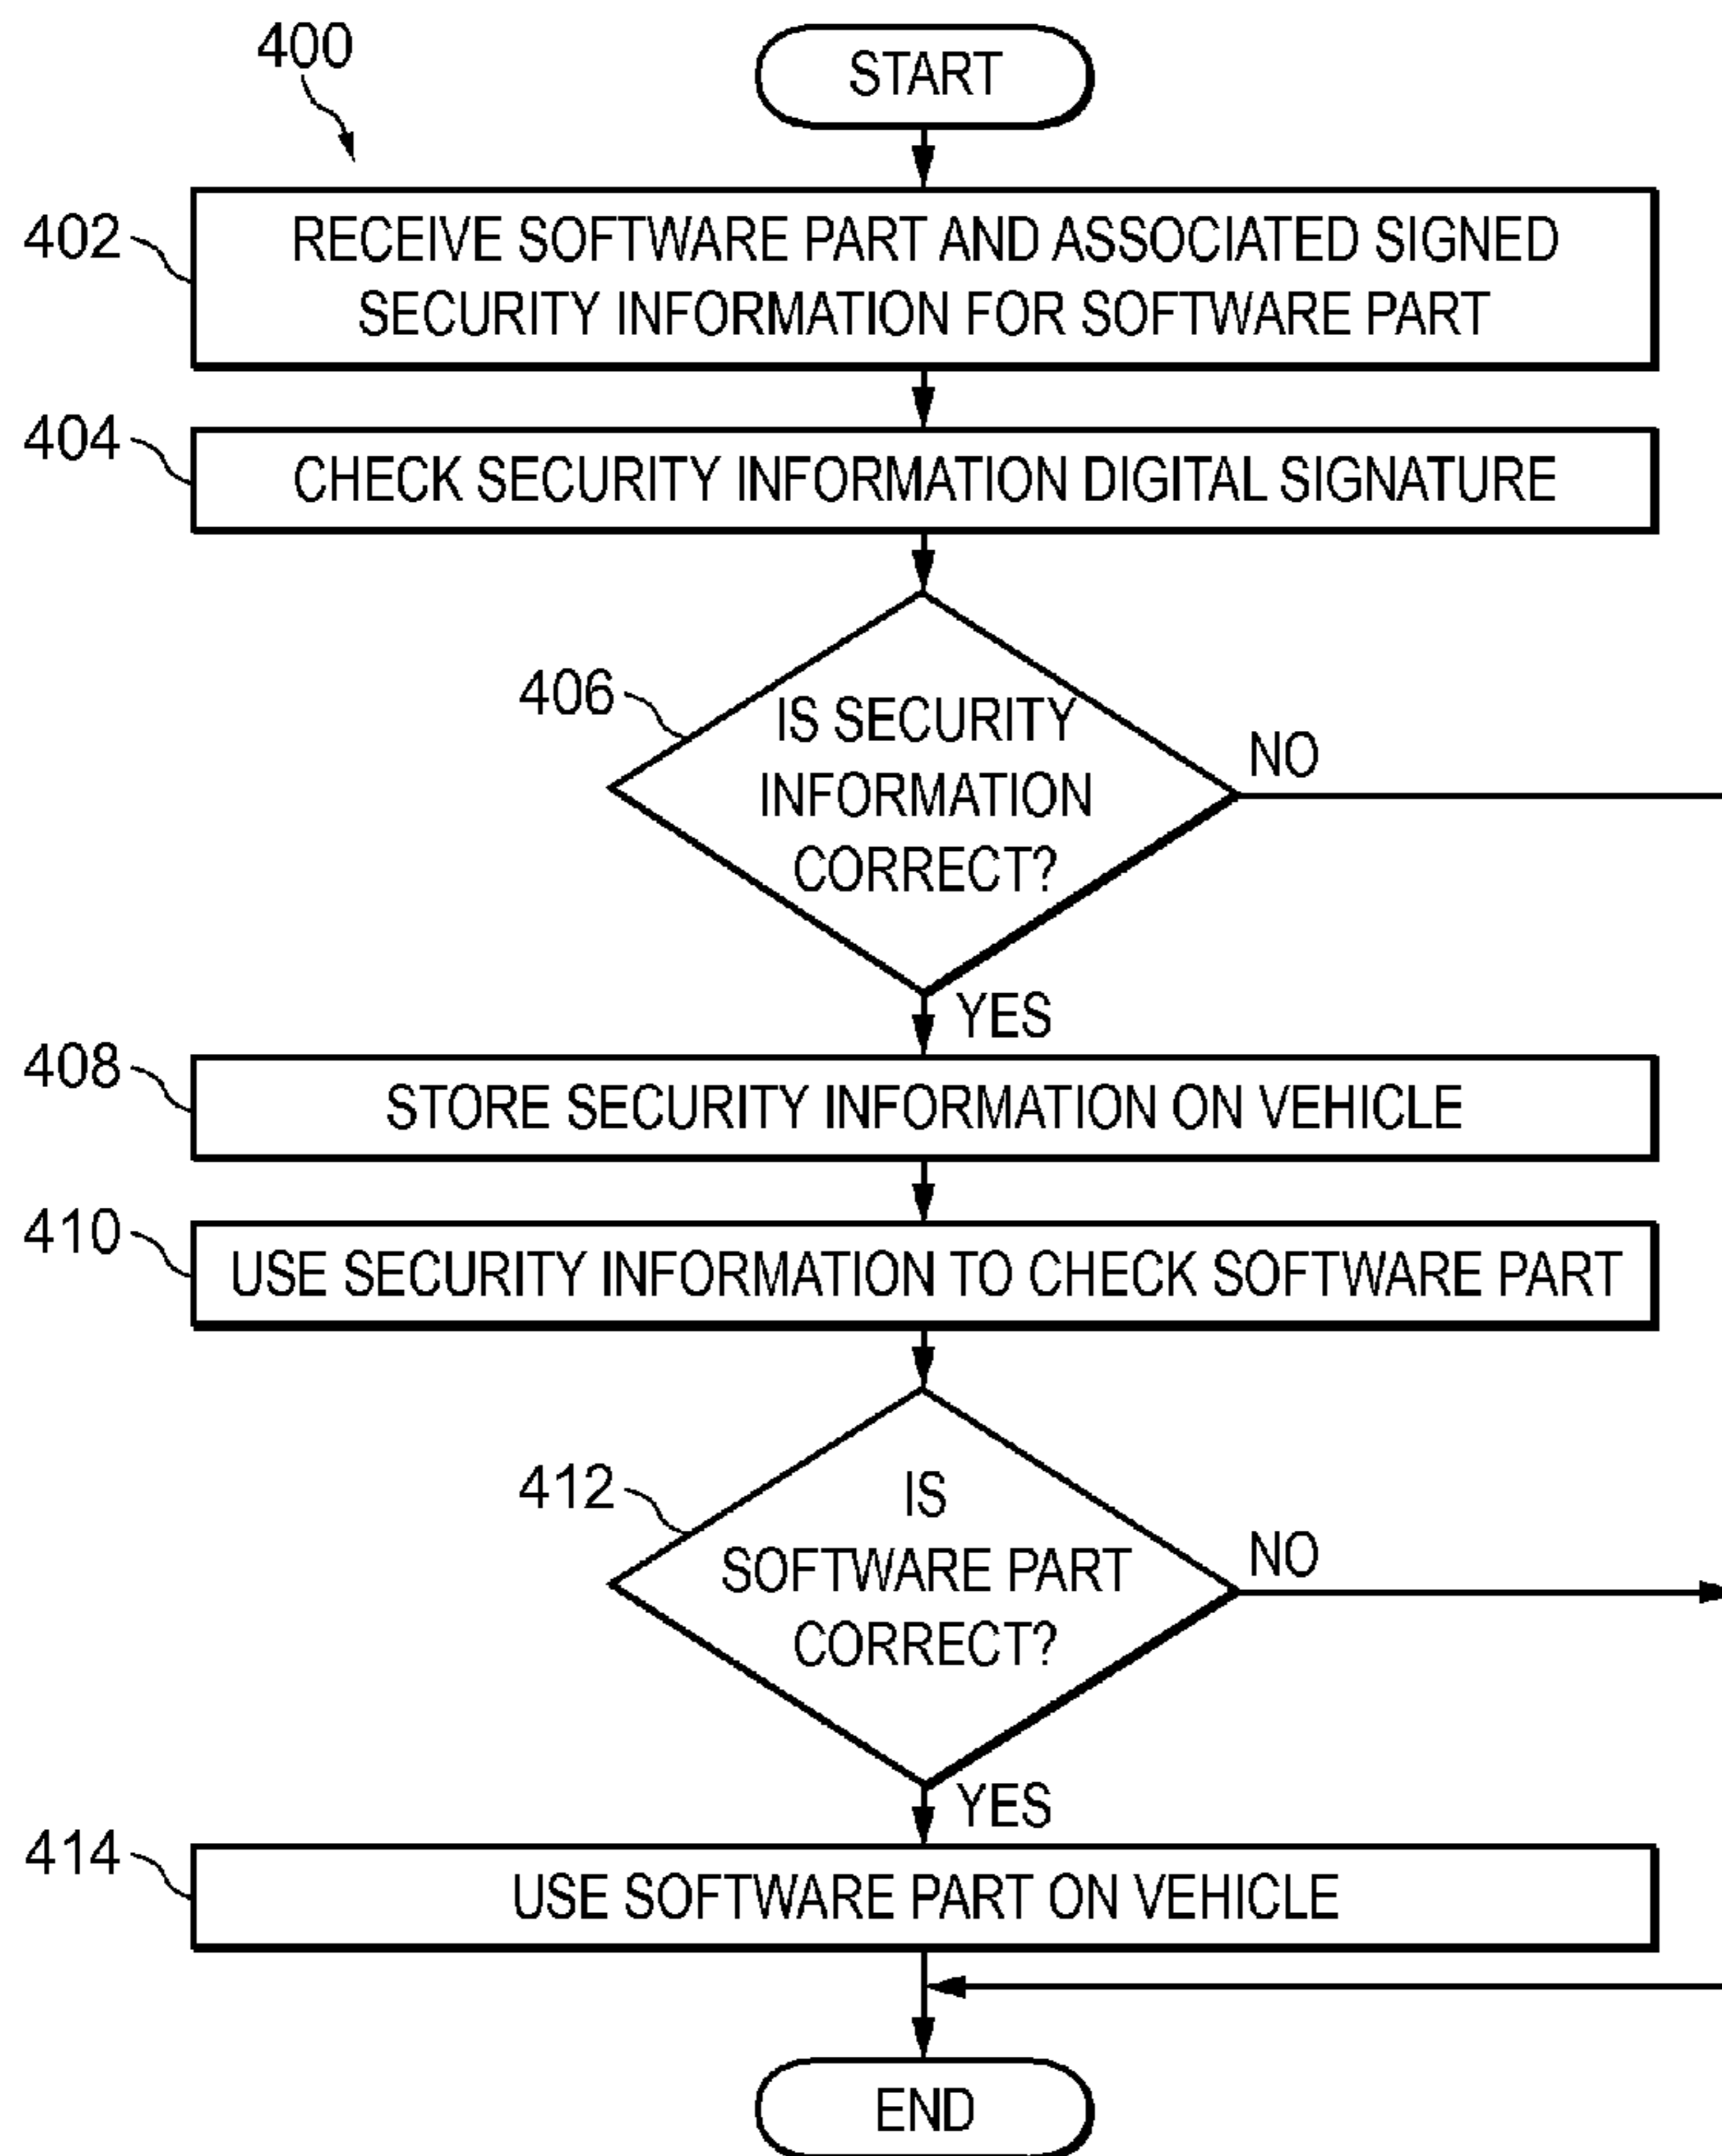 400
START
402
RECEIVE SOFTWARE PART AND ASSOCIATED SIGNED
SECURITY INFORMATION FOR SOFTWARE PART
404
CHECK SECURITY INFORMATION DIGITAL SIGNATURE
406
IS SECURITY
INFORMATION
CORRECT?
NO
YES
408
STORE SECURITY INFORMATION ON VEHICLE
410
USE SECURITY INFORMATION TO CHECK SOFTWARE PART
412
IS
SOFTWARE PART
CORRECT?
NO
YES
414
USE SOFTWARE PART ON VEHICLE
END